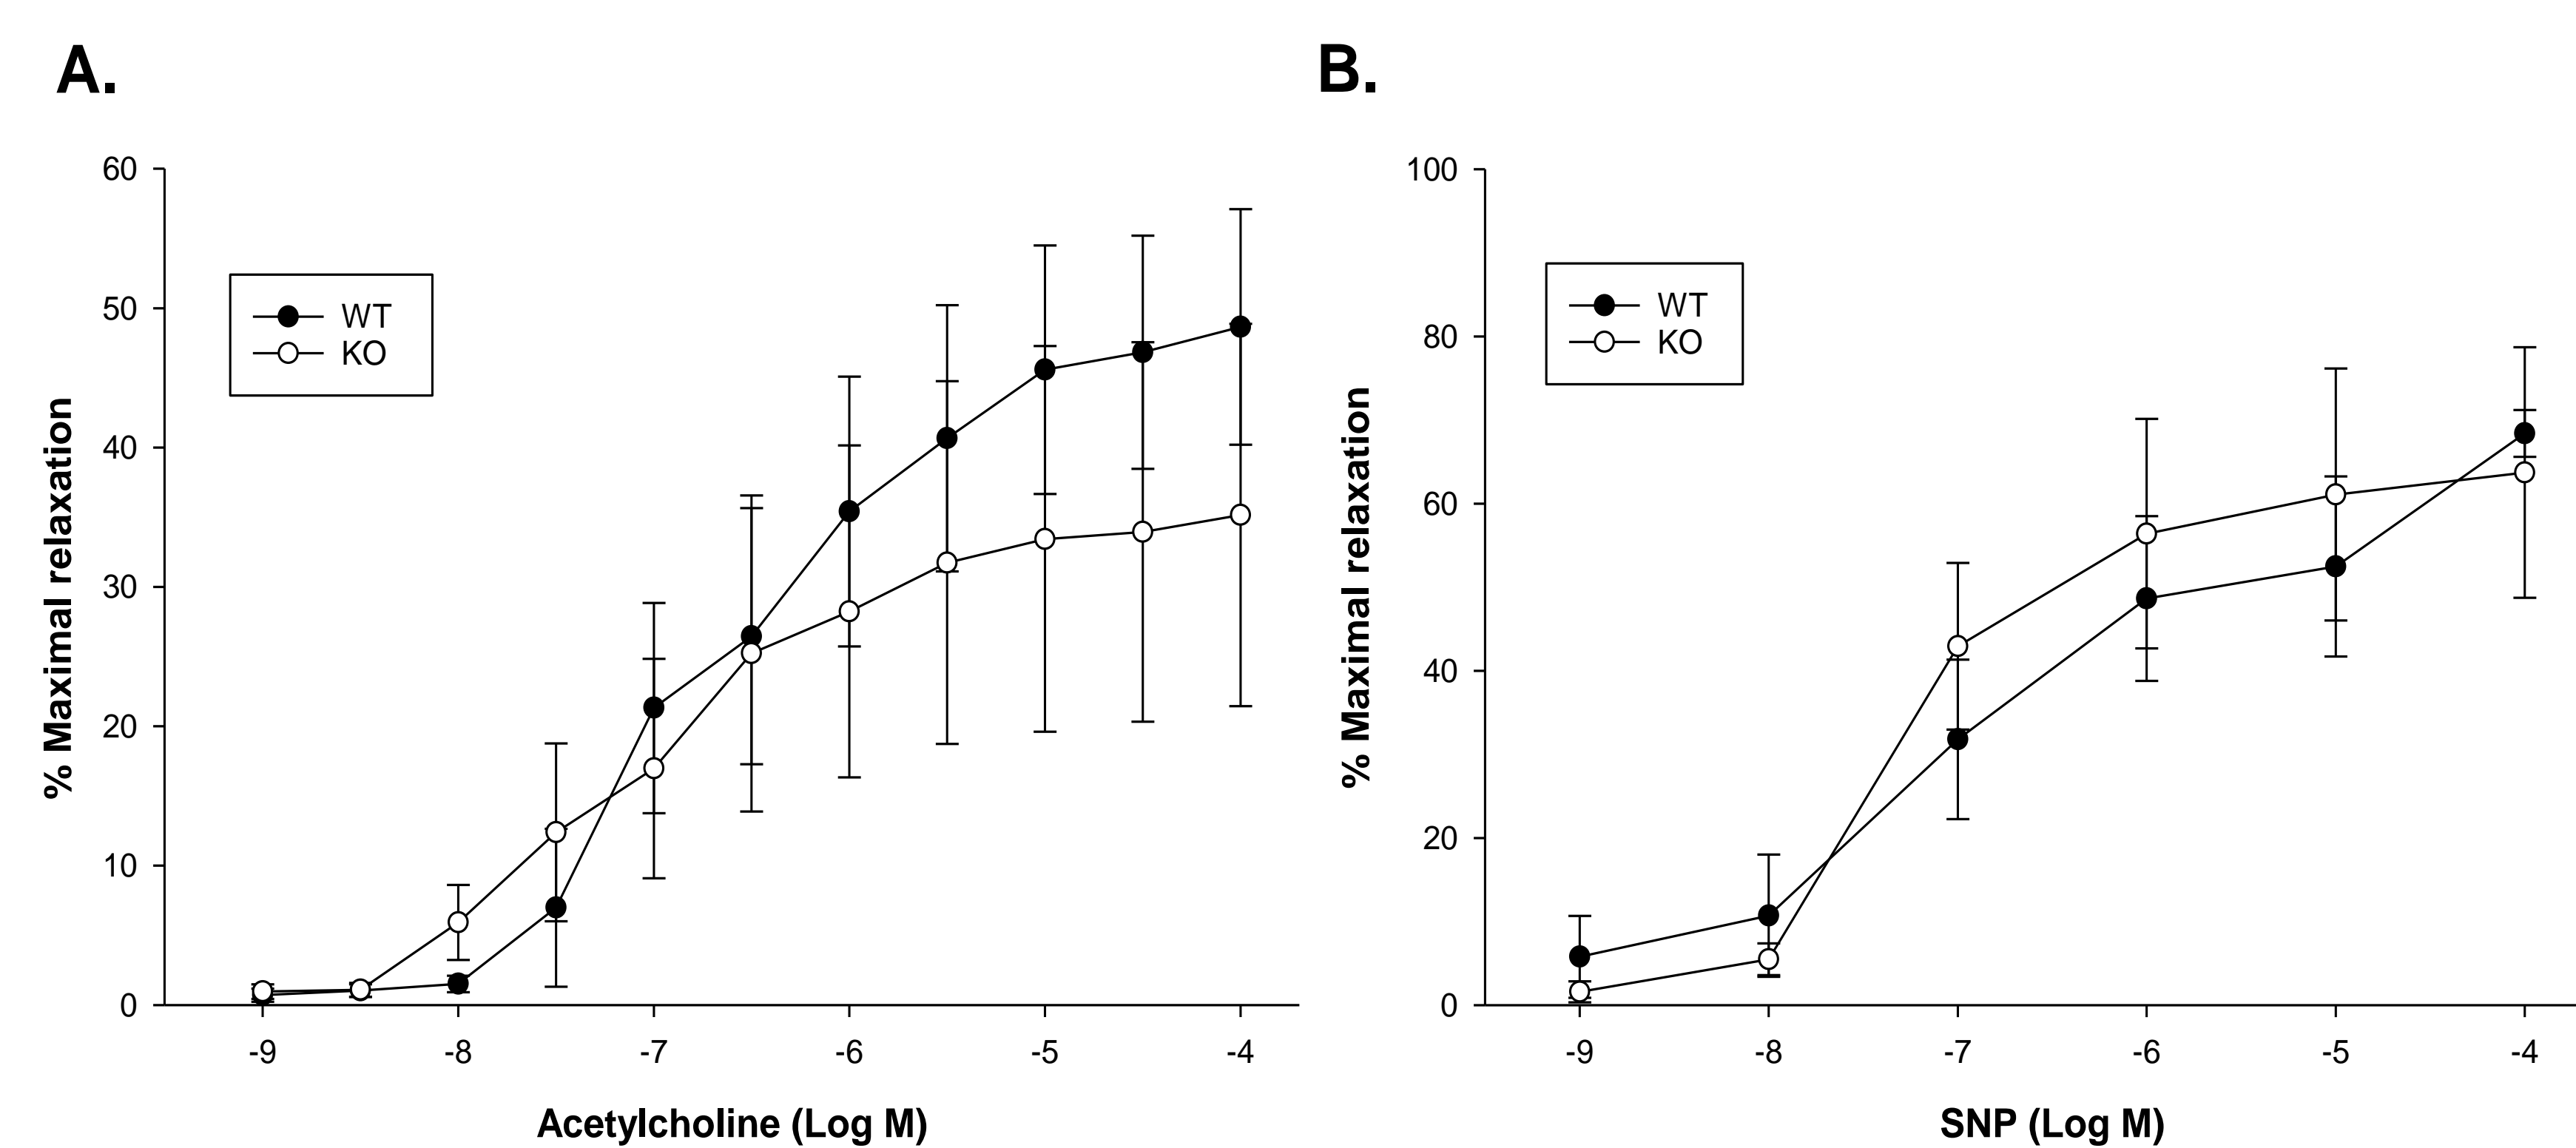 A.
60
50
40
30
20
10
0
% Maximal relaxation
WT
KO
-9 -8 -7 -6 -5 -4
Acetylcholine (Log M)
B.
100
80
60
40
20
0
% Maximal relaxation
WT
KO
-9 -8 -7 -6 -5 -4
SNP (Log M)